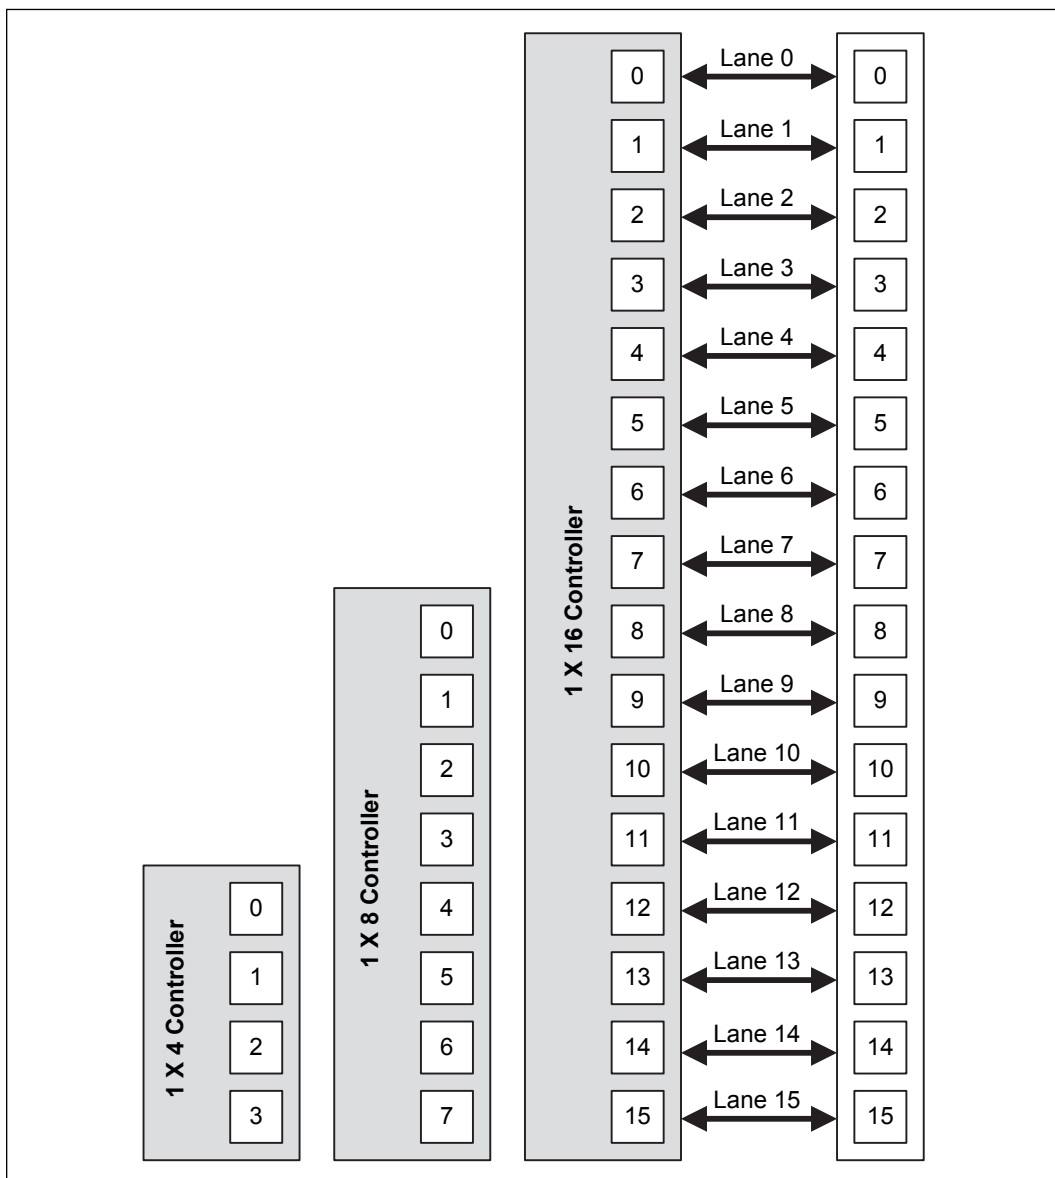 1 X 4 Controller
0
1
2
3
1 X 8 Controller
0
1
2
3
4
5
6
7
1 X 16 Controller
0 Lane 0 0
1 Lane 1 1
2 Lane 2 2
3 Lane 3 3
4 Lane 4 4
5 Lane 5 5
6 Lane 6 6
7 Lane 7 7
8 Lane 8 8
9 Lane 9 9
10 Lane 10 10
11 Lane 11 11
12 Lane 12 12
13 Lane 13 13
14 Lane 14 14
15 Lane 15 15